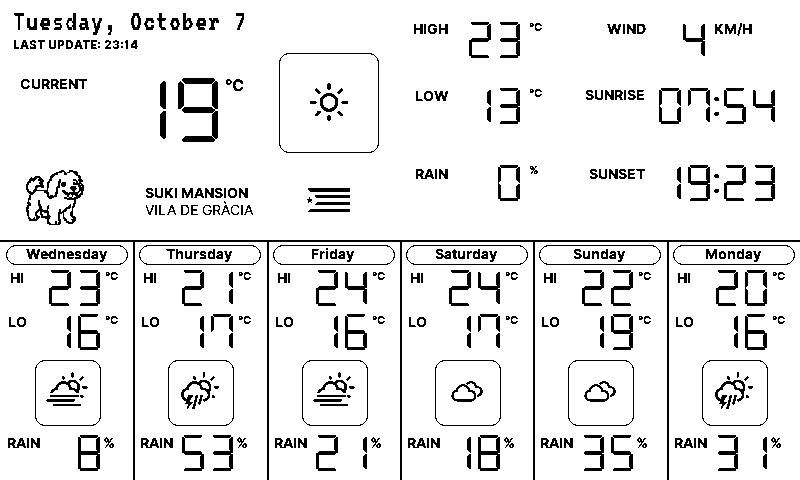 Tuesday, October 7
LAST UPDATE: 23:14
CURRENT 19 °C
SUKI MANSION
VILA DE GRÀCIA
HIGH 23 °C
LOW 13 °C
RAIN 0 %
WIND 4 KM/H
SUNRISE 07:54
SUNSET 19:23
Wednesday
HI 23 °C
LO 16 °C
RAIN 8 %
Thursday
HI 21 °C
LO 17 °C
RAIN 53 %
Friday
HI 24 °C
LO 16 °C
RAIN 21 %
Saturday
HI 24 °C
LO 17 °C
RAIN 18 %
Sunday
HI 22 °C
LO 19 °C
RAIN 35 %
Monday
HI 20 °C
LO 16 °C
RAIN 31 %